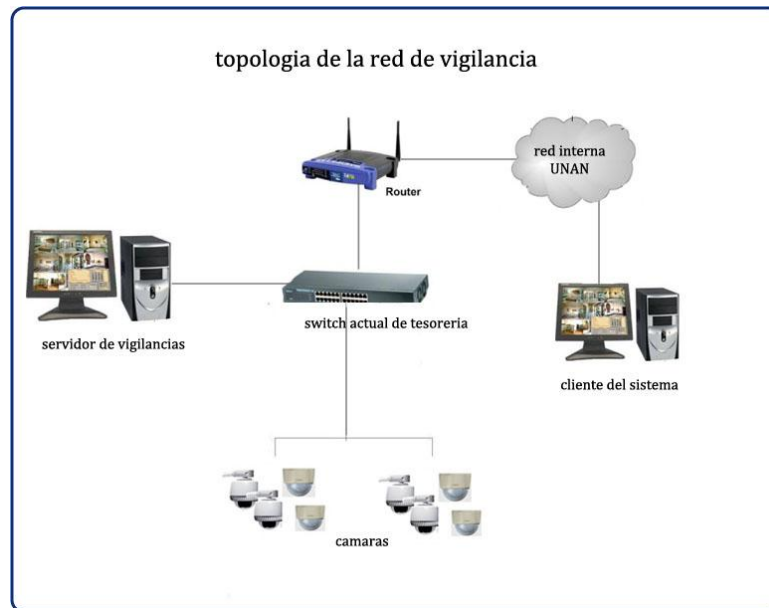 topologia de la red de vigilancia
red interna
UNAN
Router
switch actual de tesoreria
servidor de vigilancias
cliente del sistema
camaras